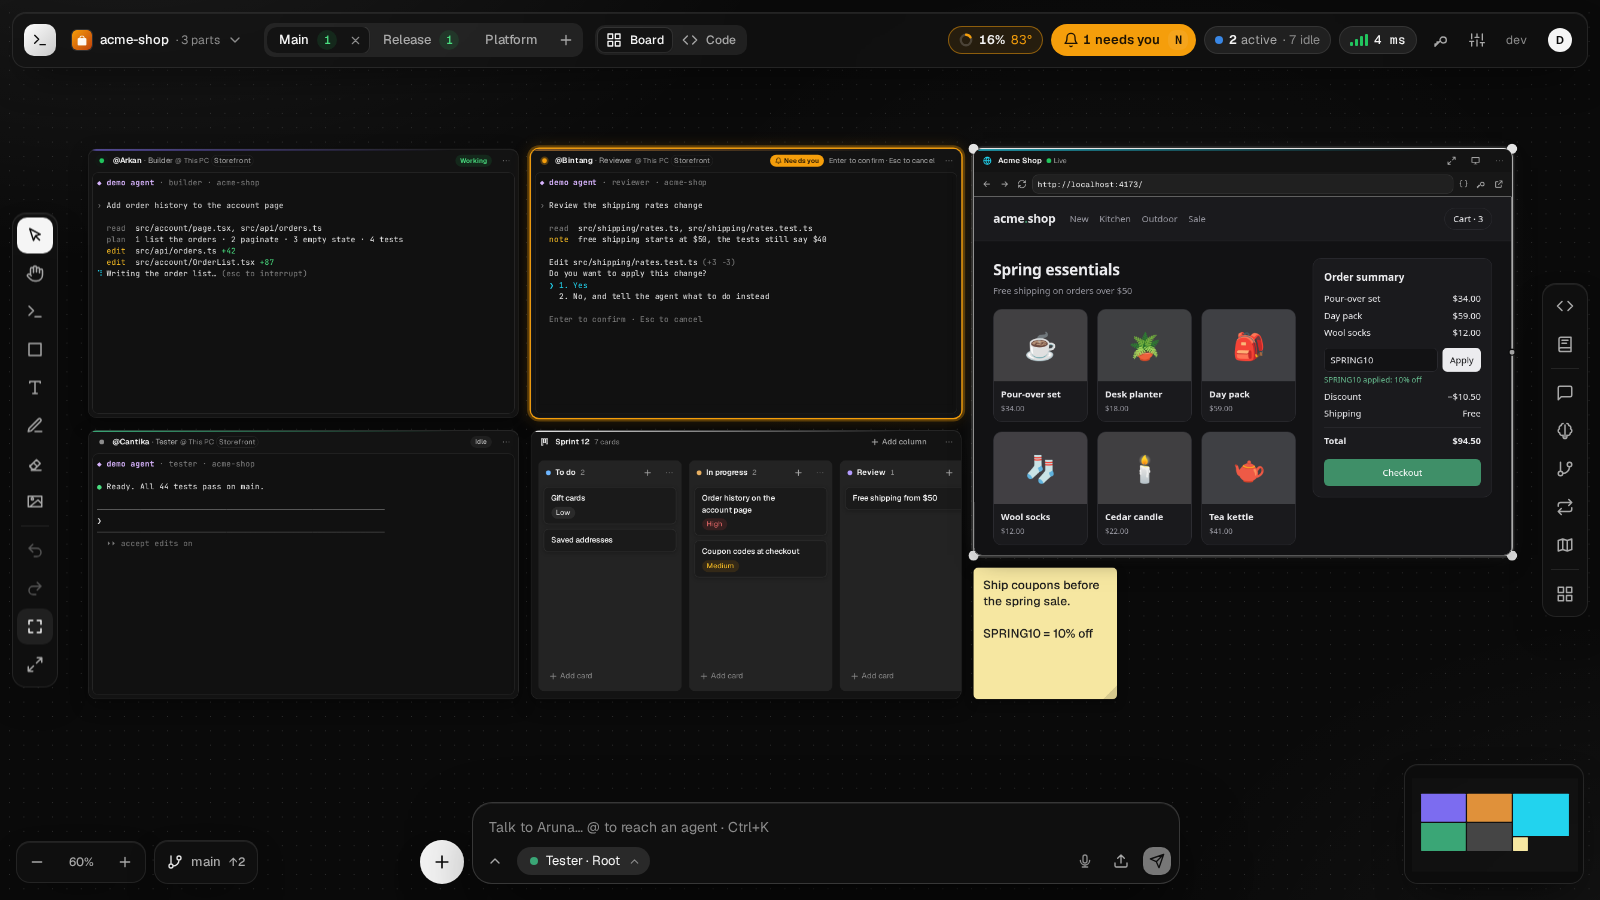 acme-shop · 3 parts
Main 1
Release 1
Platform
Board
Code
16% 83°
1 needs you N
2 active · 7 idle
4 ms
dev
D
@Arkan · Builder @ This PC Storefront
Working
◆ demo agent · builder · acme-shop
› Add order history to the account page
read src/account/page.tsx, src/api/orders.ts
plan 1 list the orders · 2 paginate · 3 empty state · 4 tests
edit src/api/orders.ts +42
edit src/account/OrderList.tsx +87
Writing the order list… (esc to interrupt)
@Bintang · Reviewer @ This PC Storefront
Needs you
Enter to confirm · Esc to cancel
◆ demo agent · reviewer · acme-shop
› Review the shipping rates change
read src/shipping/rates.ts, src/shipping/rates.test.ts
note free shipping starts at $50, the tests still say $40
Edit src/shipping/rates.test.ts (+3 -3)
Do you want to apply this change?
❯ 1. Yes
2. No, and tell the agent what to do instead
Enter to confirm · Esc to cancel
Acme Shop Live
http://localhost:4173/
acme.shop
New
Kitchen
Outdoor
Sale
Cart · 3
Spring essentials
Free shipping on orders over $50
Pour-over set
$34.00
Desk planter
$18.00
Day pack
$59.00
Wool socks
$12.00
Cedar candle
$22.00
Tea kettle
$41.00
Order summary
Pour-over set $34.00
Day pack $59.00
Wool socks $12.00
SPRING10 Apply
SPRING10 applied: 10% off
Discount −$10.50
Shipping Free
Total $94.50
Checkout
@Cantika · Tester @ This PC Storefront
Idle
◆ demo agent · tester · acme-shop
● Ready. All 44 tests pass on main.
❯
accept edits on
Sprint 12 7 cards
+ Add column
To do 2
Gift cards
Low
Saved addresses
+ Add card
In progress 2
Order history on the
account page
High
Coupon codes at checkout
Medium
+ Add card
Review 1
Free shipping from $50
+ Add card
Ship coupons before
the spring sale.
SPRING10 = 10% off
60%
main ↑2
Talk to Aruna... @ to reach an agent · Ctrl+K
Tester · Root